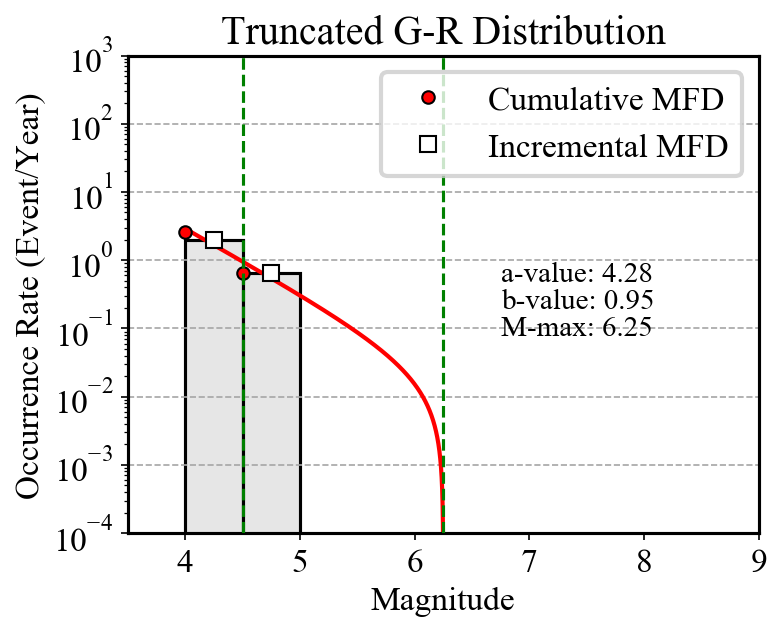 Truncated G-R Distribution
Occurrence Rate (Event/Year)
10³
10²
10¹
10⁰
10⁻¹
10⁻²
10⁻³
10⁻⁴
Cumulative MFD
Incremental MFD
a-value: 4.28
b-value: 0.95
M-max: 6.25
4 5 6 7 8 9
Magnitude